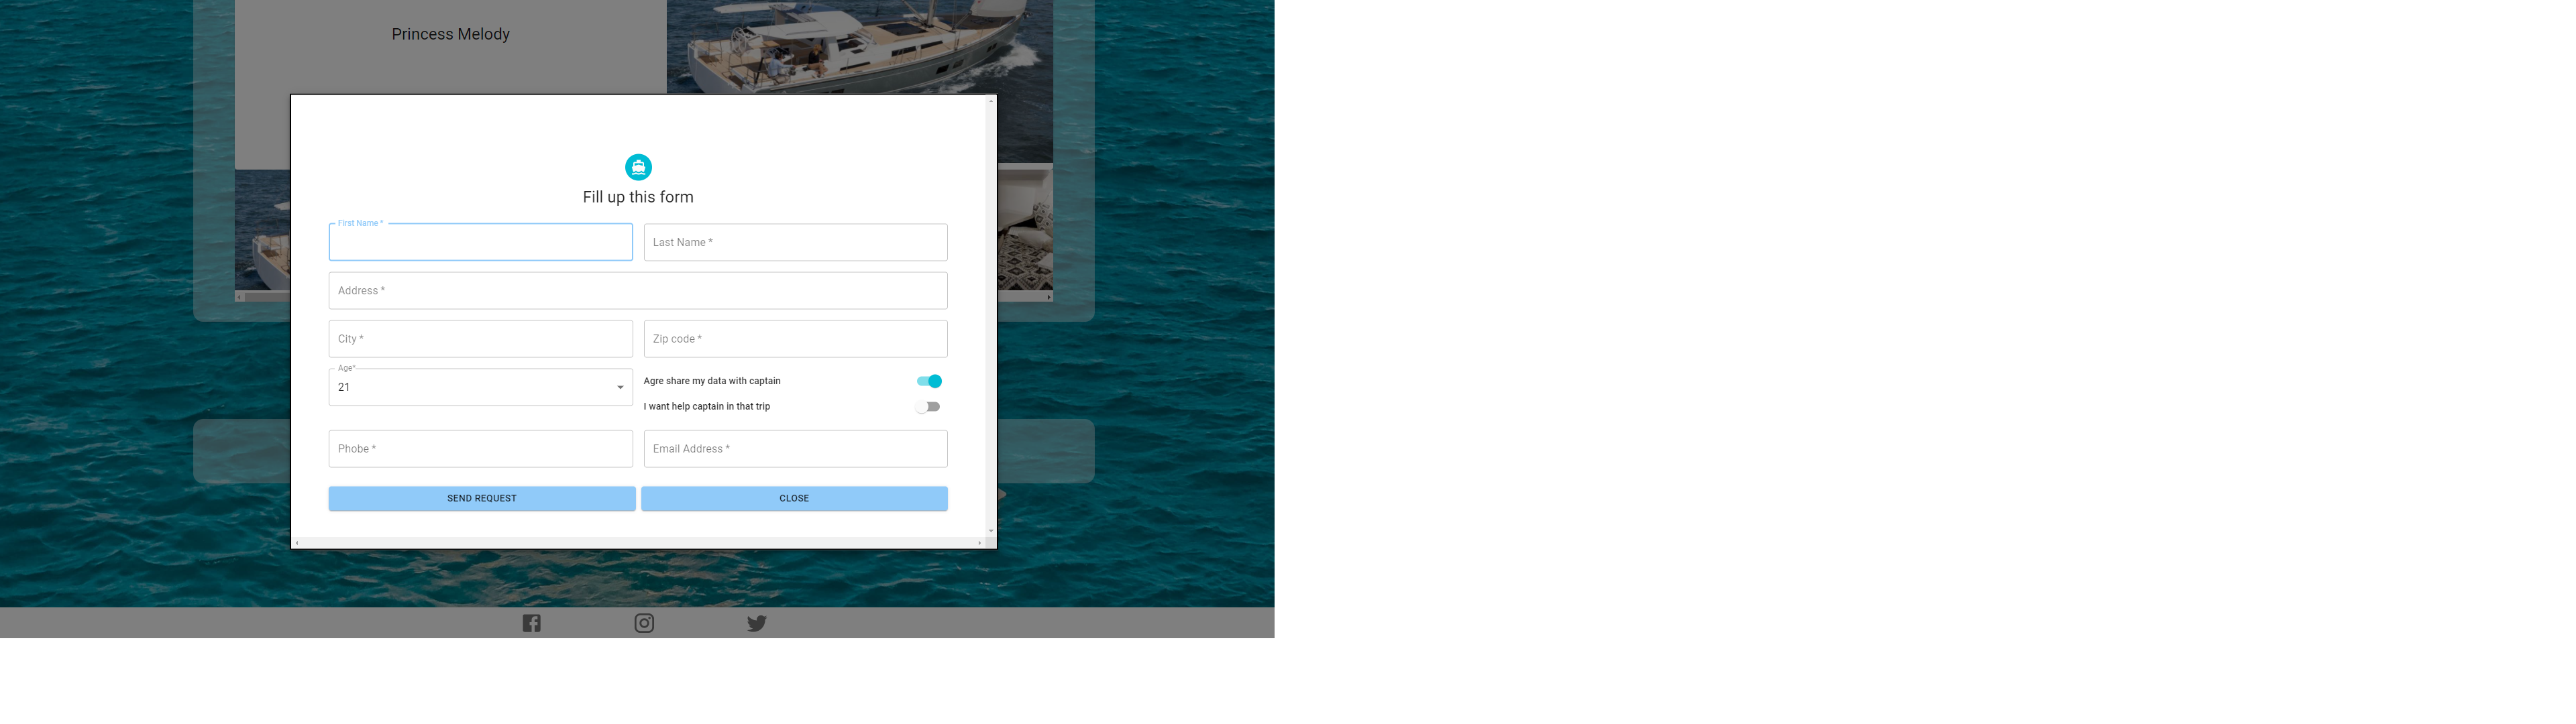 Princess Melody
Fill up this form
First Name *
Last Name *
Address *
City *
Zip code *
Age*
21
Agre share my data with captain
I want help captain in that trip
Phobe *
Email Address *
SEND REQUEST
CLOSE